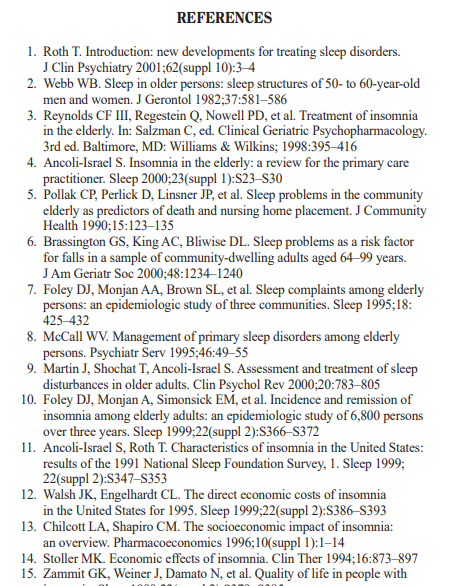 REFERENCES
1. Roth T. Introduction: new developments for treating sleep disorders.
J Clin Psychiatry 2001;62(suppl 10):3–4
2. Webb WB. Sleep in older persons: sleep structures of 50- to 60-year-old
men and women. J Gerontol 1982;37:581–586
3. Reynolds CF III, Regestein Q, Nowell PD, et al. Treatment of insomnia
in the elderly. In: Salzman C, ed. Clinical Geriatric Psychopharmacology.
3rd ed. Baltimore, MD: Williams & Wilkins; 1998:395–416
4. Ancoli-Israel S. Insomnia in the elderly: a review for the primary care
practitioner. Sleep 2000;23(suppl 1):S23–S30
5. Pollak CP, Perlick D, Linsner JP, et al. Sleep problems in the community
elderly as predictors of death and nursing home placement. J Community
Health 1990;15:123–135
6. Brassington GS, King AC, Bliwise DL. Sleep problems as a risk factor
for falls in a sample of community-dwelling adults aged 64–99 years.
J Am Geriatr Soc 2000;48:1234–1240
7. Foley DJ, Monjan AA, Brown SL, et al. Sleep complaints among elderly
persons: an epidemiologic study of three communities. Sleep 1995;18:
425–432
8. McCall WV. Management of primary sleep disorders among elderly
persons. Psychiatr Serv 1995;46:49–55
9. Martin J, Shochat T, Ancoli-Israel S. Assessment and treatment of sleep
disturbances in older adults. Clin Psychol Rev 2000;20:783–805
10. Foley DJ, Monjan A, Simonsick EM, et al. Incidence and remission of
insomnia among elderly adults: an epidemiologic study of 6,800 persons
over three years. Sleep 1999;22(suppl 2):S366–S372
11. Ancoli-Israel S, Roth T. Characteristics of insomnia in the United States:
results of the 1991 National Sleep Foundation Survey, 1. Sleep 1999;
22(suppl 2):S347–S353
12. Walsh JK, Engelhardt CL. The direct economic costs of insomnia
in the United States for 1995. Sleep 1999;22(suppl 2):S386–S393
13. Chilcott LA, Shapiro CM. The socioeconomic impact of insomnia:
an overview. Pharmacoeconomics 1996;10(suppl 1):1–14
14. Stoller MK. Economic effects of insomnia. Clin Ther 1994;16:873–897
15. Zammit GK, Weiner J, Damato N, et al. Quality of life in people with